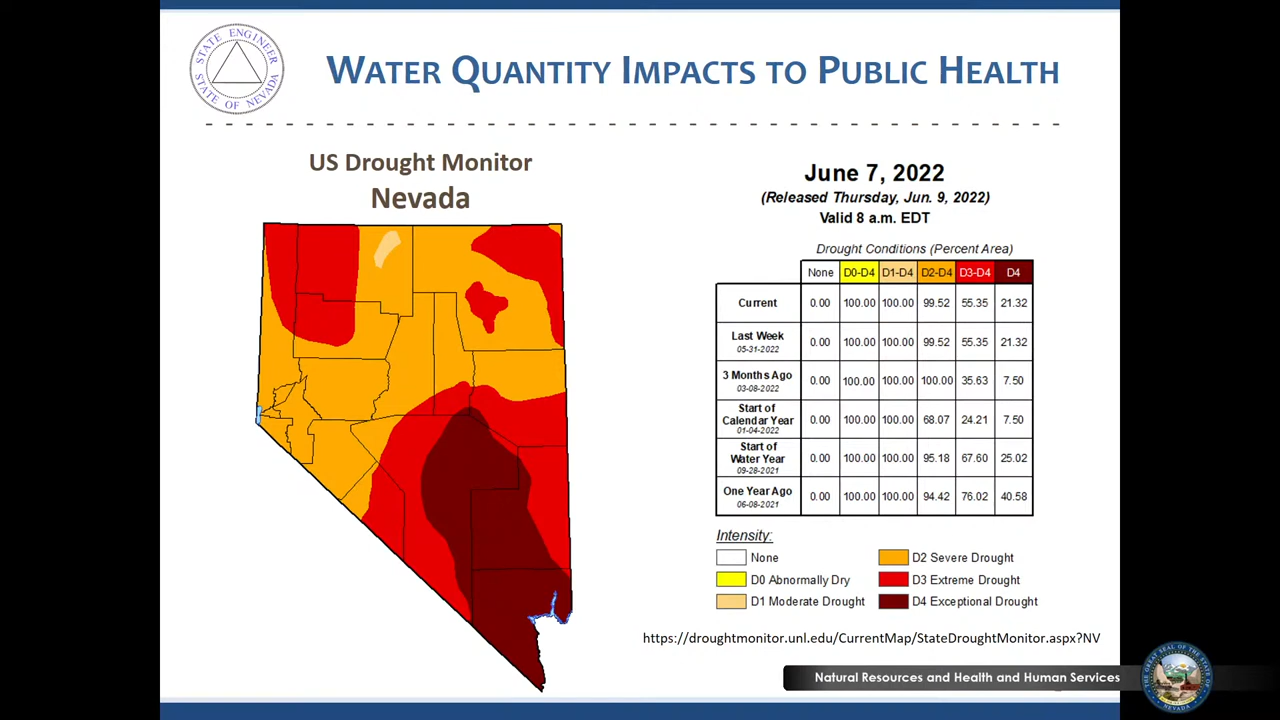 STATE ENGINEER
STATE OF NEVADA
WATER QUANTITY IMPACTS TO PUBLIC HEALTH
US Drought Monitor
Nevada
June 7, 2022
(Released Thursday, Jun. 9, 2022)
Valid 8 a.m. EDT
Drought Conditions (Percent Area)
None D0-D4 D1-D4 D2-D4 D3-D4 D4
Current 0.00 100.00 100.00 99.52 55.35 21.32
Last Week 05-31-2022 0.00 100.00 100.00 99.52 55.35 21.32
3 Months Ago 03-08-2022 0.00 100.00 100.00 100.00 35.63 7.50
Start of Calendar Year 01-04-2022 0.00 100.00 100.00 68.07 24.21 7.50
Start of Water Year 09-28-2021 0.00 100.00 100.00 95.18 67.60 25.02
One Year Ago 06-08-2021 0.00 100.00 100.00 94.42 76.02 40.58
Intensity:
None
D0 Abnormally Dry
D1 Moderate Drought
D2 Severe Drought
D3 Extreme Drought
D4 Exceptional Drought
https://droughtmonitor.unl.edu/CurrentMap/StateDroughtMonitor.aspx?NV
Natural Resources and Health and Human Services
THE GREAT SEAL OF THE STATE OF
NEVADA